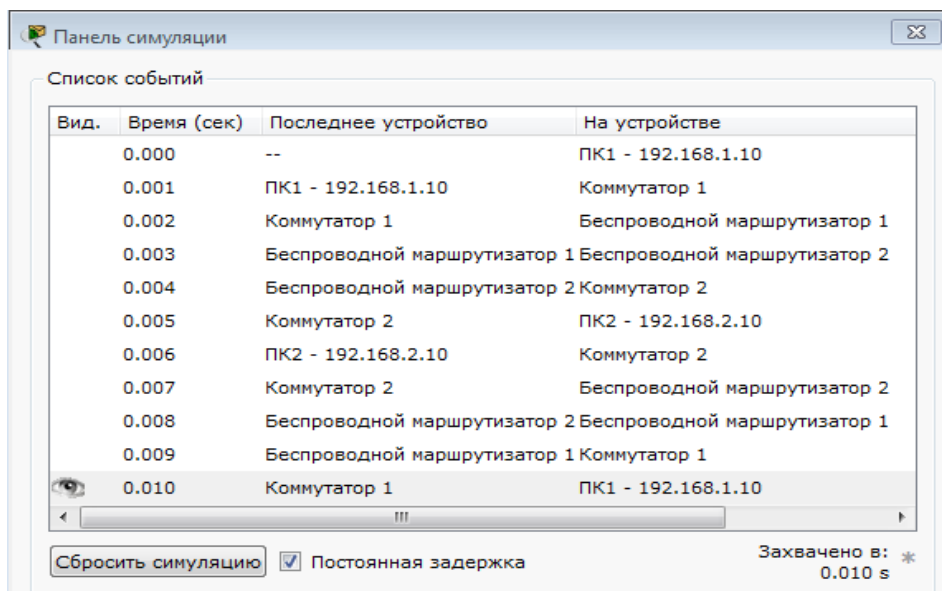 Панель симуляции
Список событий
Вид. Время (сек) Последнее устройство На устройстве
0.000 -- ПК1 - 192.168.1.10
0.001 ПК1 - 192.168.1.10 Коммутатор 1
0.002 Коммутатор 1 Беспроводной маршрутизатор 1
0.003 Беспроводной маршрутизатор 1 Беспроводной маршрутизатор 2
0.004 Беспроводной маршрутизатор 2 Коммутатор 2
0.005 Коммутатор 2 ПК2 - 192.168.2.10
0.006 ПК2 - 192.168.2.10 Коммутатор 2
0.007 Коммутатор 2 Беспроводной маршрутизатор 2
0.008 Беспроводной маршрутизатор 2 Беспроводной маршрутизатор 1
0.009 Беспроводной маршрутизатор 1 Коммутатор 1
0.010 Коммутатор 1 ПК1 - 192.168.1.10
Сбросить симуляцию Постоянная задержка Захвачено в: *
0.010 s